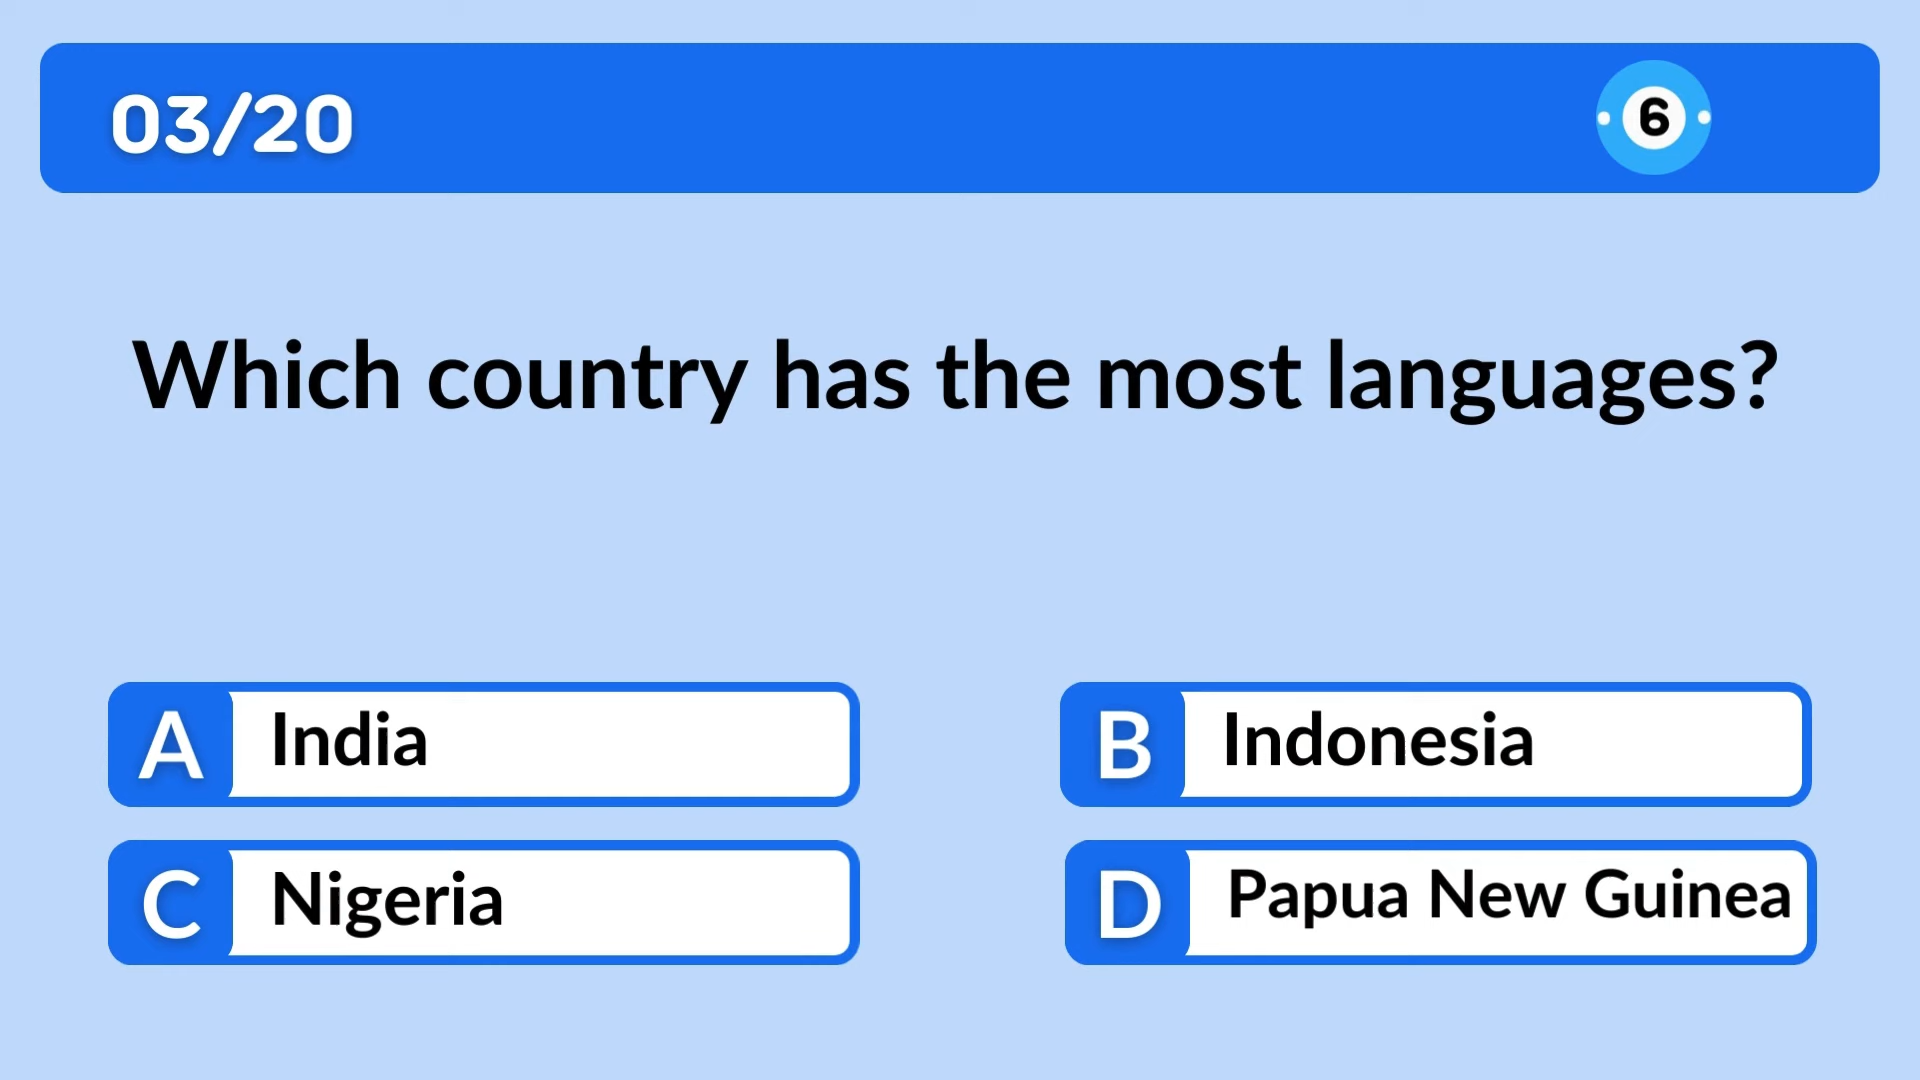 03/20
6
Which country has the most languages?
A India
B Indonesia
C Nigeria
D Papua New Guinea